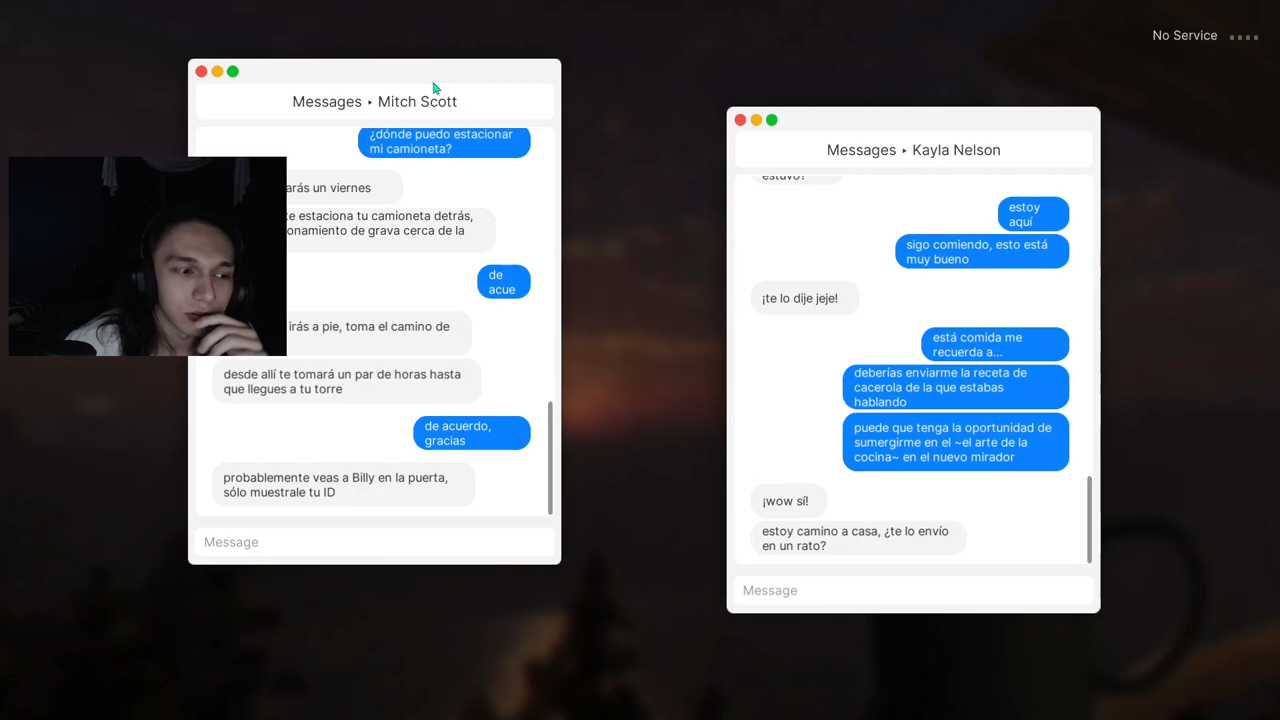 No Service
Messages ‣ Mitch Scott
¿dónde puedo estacionar
mi camioneta?
un viernes
te estaciona tu camioneta detrás,
de grava cerca de la
de
acue
irás a pie, toma el camino de
desde allí te tomará un par de horas hasta
que llegues a tu torre
de acuerdo,
gracias
probablemente veas a Billy en la puerta,
sólo muestrale tu ID
Message
Messages ‣ Kayla Nelson
estuvo?
estoy
aquí
sigo comiendo, esto está
muy bueno
¡te lo dije jeje!
está comida me
recuerda a...
deberías enviarme la receta de
cacerola de la que estabas
hablando
puede que tenga la oportunidad de
sumergirme en el ~el arte de la
cocina~ en el nuevo mirador
¡wow sí!
estoy camino a casa, ¿te lo envío
en un rato?
Message